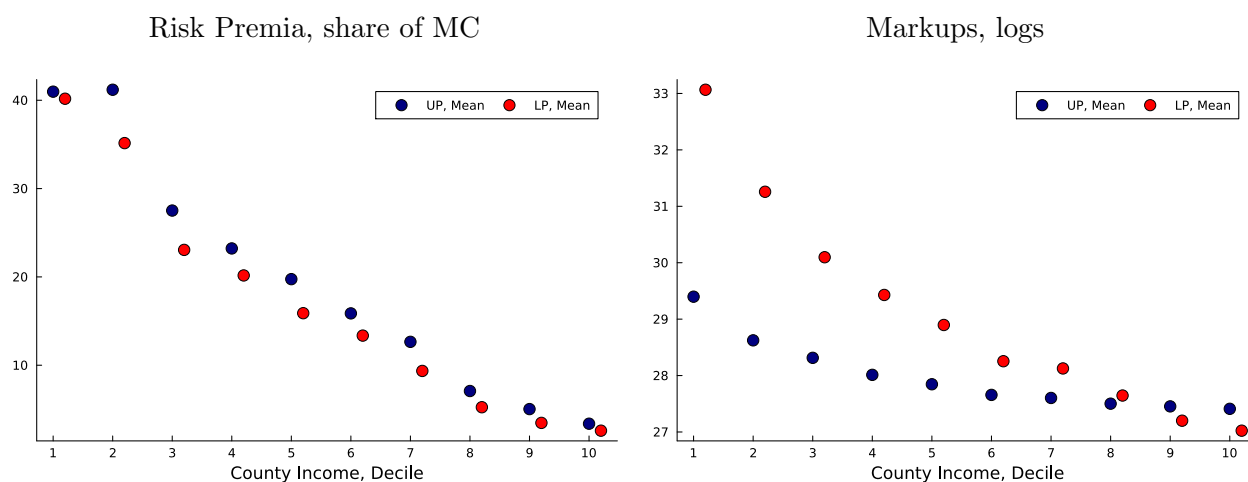 Risk Premia, share of MC
UP, Mean LP, Mean
40
30
20
10
1 2 3 4 5 6 7 8 9 10
County Income, Decile
Markups, logs
UP, Mean LP, Mean
33
32
31
30
29
28
27
1 2 3 4 5 6 7 8 9 10
County Income, Decile